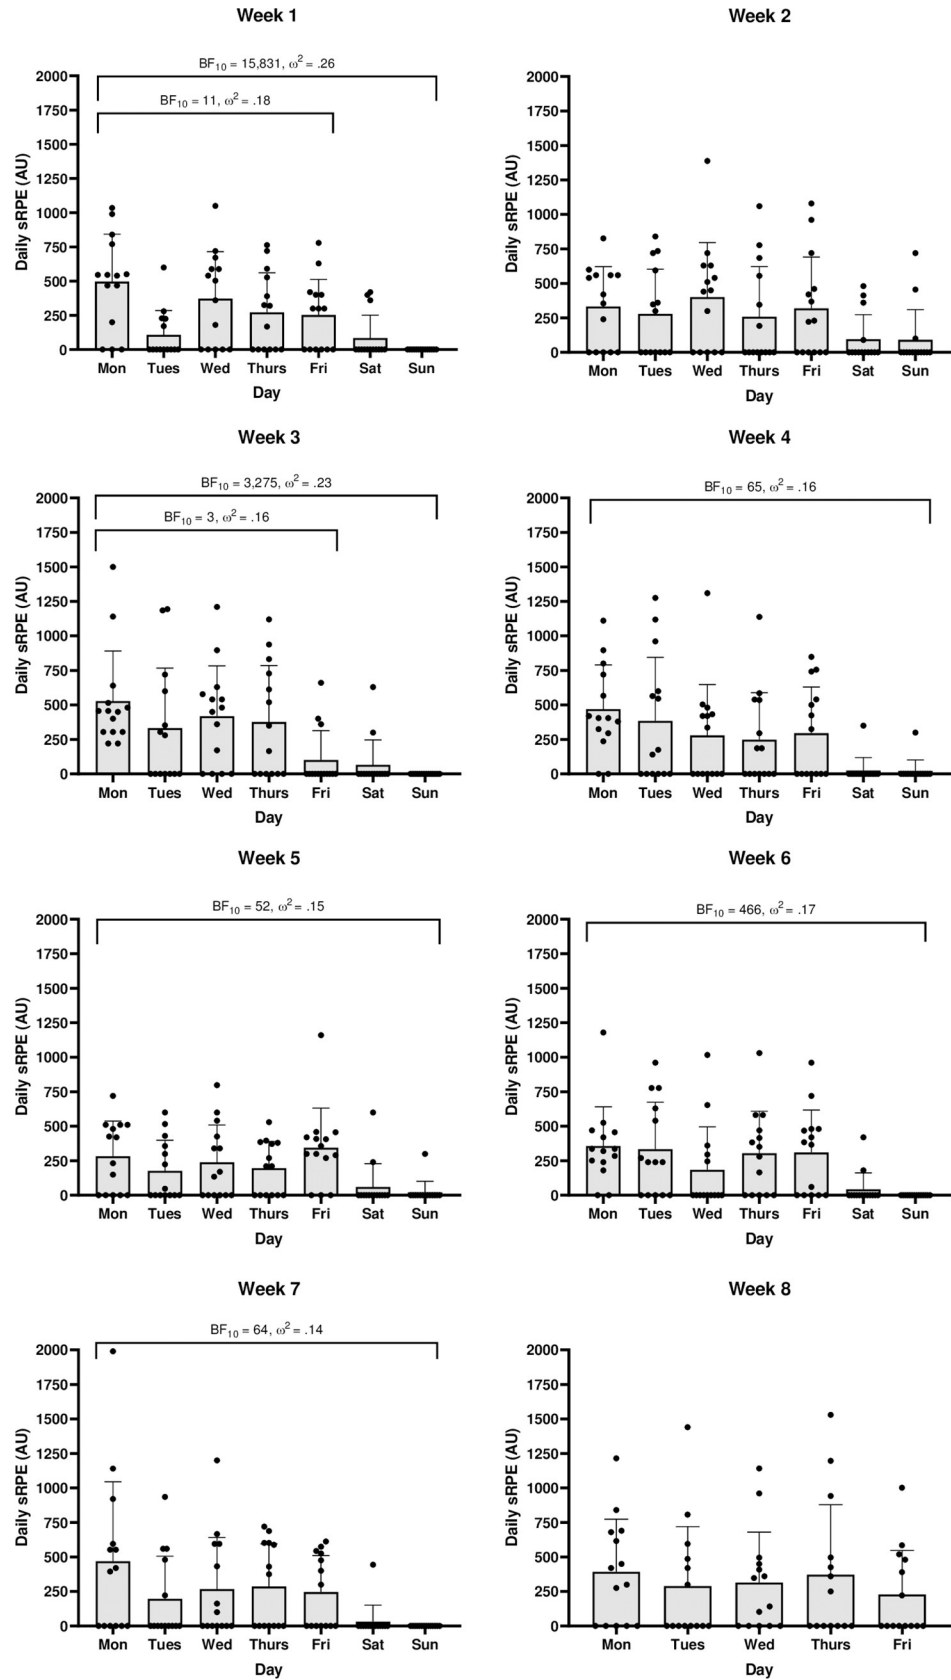 Week 1
BF10 = 15,831, ω2 = .26
BF10 = 11, ω2 = .18
Daily sRPE (AU)
2000
1750
1500
1250
1000
750
500
250
0
Mon Tues Wed Thurs Fri Sat Sun
Day
Week 2
Daily sRPE (AU)
2000
1750
1500
1250
1000
750
500
250
0
Mon Tues Wed Thurs Fri Sat Sun
Day
Week 3
BF10 = 3,275, ω2 = .23
BF10 = 3, ω2 = .16
Daily sRPE (AU)
2000
1750
1500
1250
1000
750
500
250
0
Mon Tues Wed Thurs Fri Sat Sun
Day
Week 4
BF10 = 65, ω2 = .16
Daily sRPE (AU)
2000
1750
1500
1250
1000
750
500
250
0
Mon Tues Wed Thurs Fri Sat Sun
Day
Week 5
BF10 = 52, ω2 = .15
Daily sRPE (AU)
2000
1750
1500
1250
1000
750
500
250
0
Mon Tues Wed Thurs Fri Sat Sun
Day
Week 6
BF10 = 466, ω2 = .17
Daily sRPE (AU)
2000
1750
1500
1250
1000
750
500
250
0
Mon Tues Wed Thurs Fri Sat Sun
Day
Week 7
BF10 = 64, ω2 = .14
Daily sRPE (AU)
2000
1750
1500
1250
1000
750
500
250
0
Mon Tues Wed Thurs Fri Sat Sun
Day
Week 8
Daily sRPE (AU)
2000
1750
1500
1250
1000
750
500
250
0
Mon Tues Wed Thurs Fri
Day